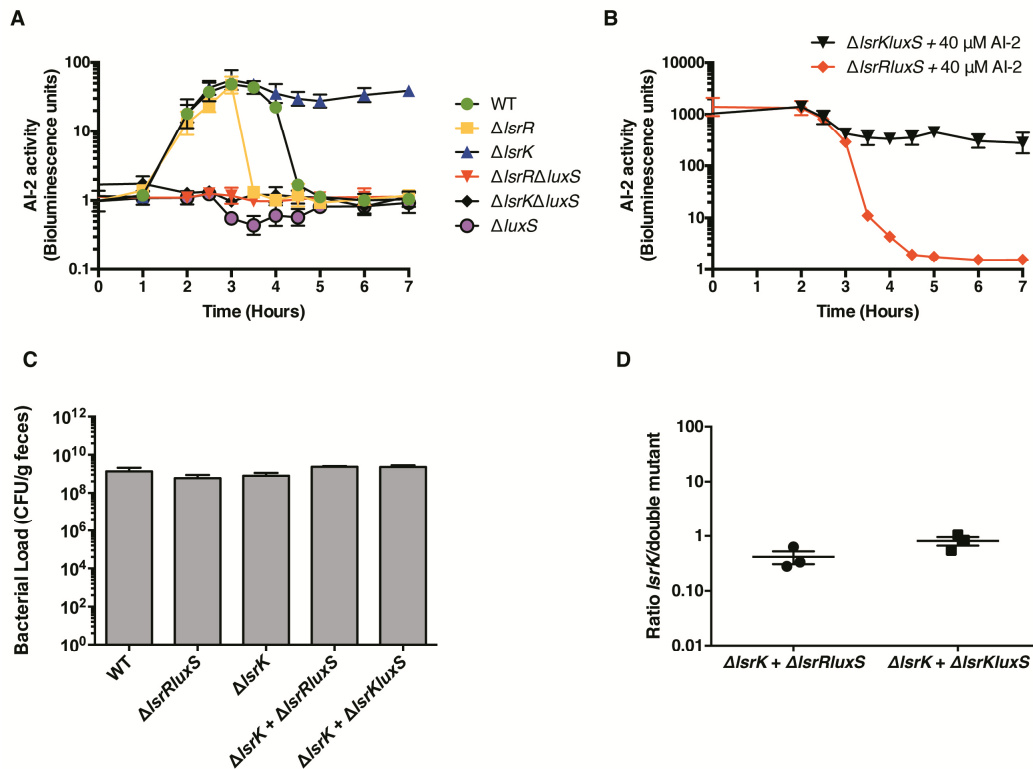 A
AI-2 activity
(Bioluminescence units)
100
10
1
0.1
0 1 2 3 4 5 6 7
Time (Hours)
WT
ΔlsrR
ΔlsrK
ΔlsrRΔluxS
ΔlsrKΔluxS
ΔluxS
B
ΔlsrKluxS + 40 µM AI-2
ΔlsrRluxS + 40 µM AI-2
AI-2 activity
(Bioluminescence units)
10000
1000
100
10
1
0 1 2 3 4 5 6 7
Time (Hours)
C
Bacterial Load (CFU/g feces)
10¹²
10¹⁰
10⁸
10⁶
10⁴
10²
10⁰
WT
ΔlsrRluxS
ΔlsrK
ΔlsrK + ΔlsrRluxS
ΔlsrK + ΔlsrKluxS
D
Ratio lsrK/double mutant
100
1
0.10
0.01
ΔlsrK + ΔlsrRluxS
ΔlsrK + ΔlsrKluxS